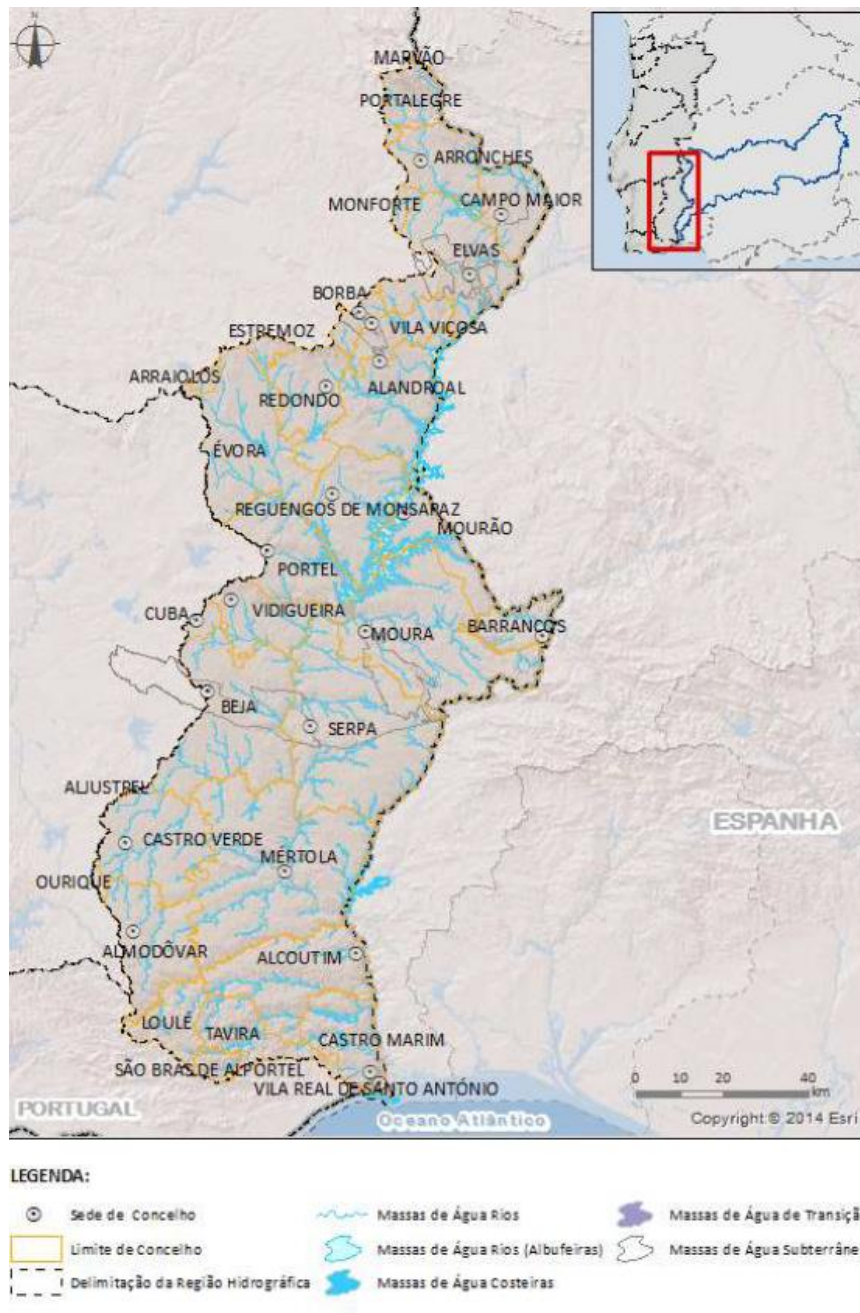 N
MARVÃO
PORTALEGRE
ARRONCHES
MONFORTE
CAMPO MAIOR
ELVAS
BORBA
ESTREMOZ
VILA VIÇOSA
ARRAIOLOS
ALANDROAL
REDONDO
ÉVORA
REGUENGOS DE MONSARAZ
MOURÃO
PORTEL
CUBA
VIDIGUEIRA
MOURA
BARRANCOS
BEJA
SERPA
ALJUSTREL
ESPANHA
CASTRO VERDE
MÉRTOLA
OURIQUE
ALMODÔVAR
ALCOUTIM
LOULÉ
TAVIRA
CASTRO MARIM
SÃO BRAS DE ALPORTEL
VILA REAL DE SANTO ANTÓNIO
0 10 20 40
km
PORTUGAL
Oceano Atlântico
Copyright:© 2014 Esri
LEGENDA:
Sede de Concelho
Massas de Água Rios
Massas de Água de Transiçã
Limite de Concelho
Massas de Água Rios (Albufeiras)
Massas de Água Subterrâne
Delimitação da Região Hidrográfica
Massas de Água Costeiras